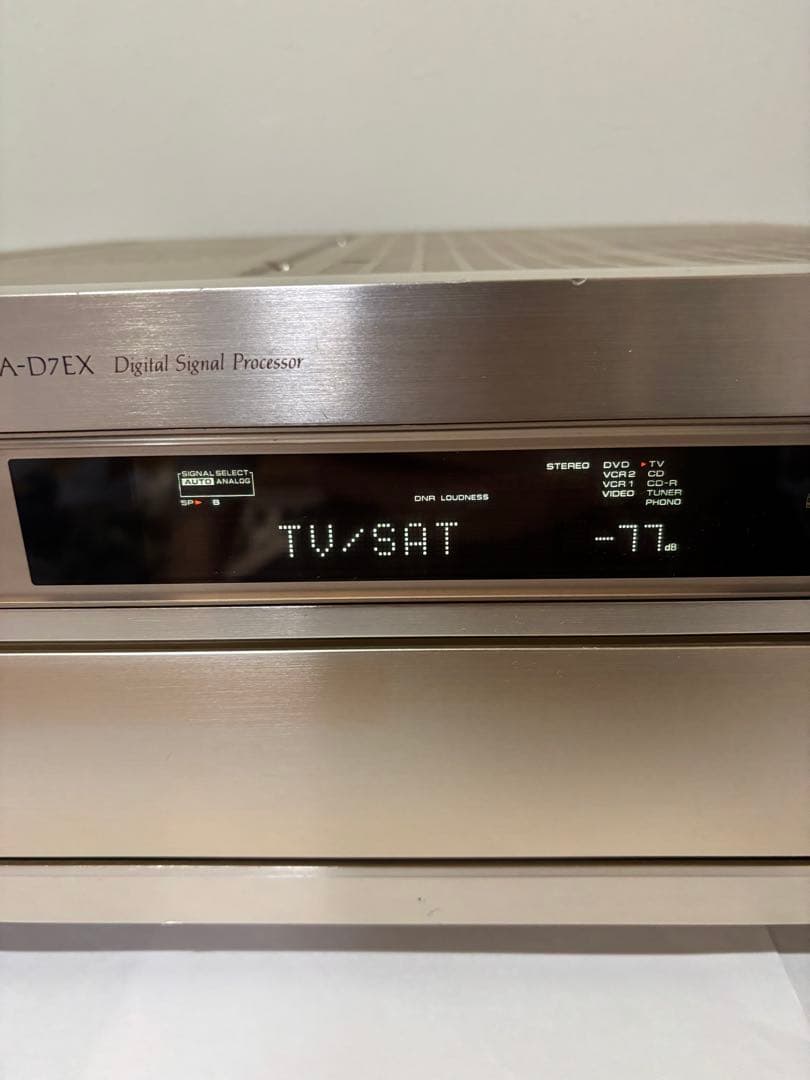 A-D7EX Digital Signal Processor
SIGNAL SELECT
AUTO ANALOG
SP▶ B
DNR LOUDNESS
STEREO DVD ▶TV
VCR 2 CD
VCR 1 CD-R
VIDEO TUNER
PHONO
TV/SAT -77dB